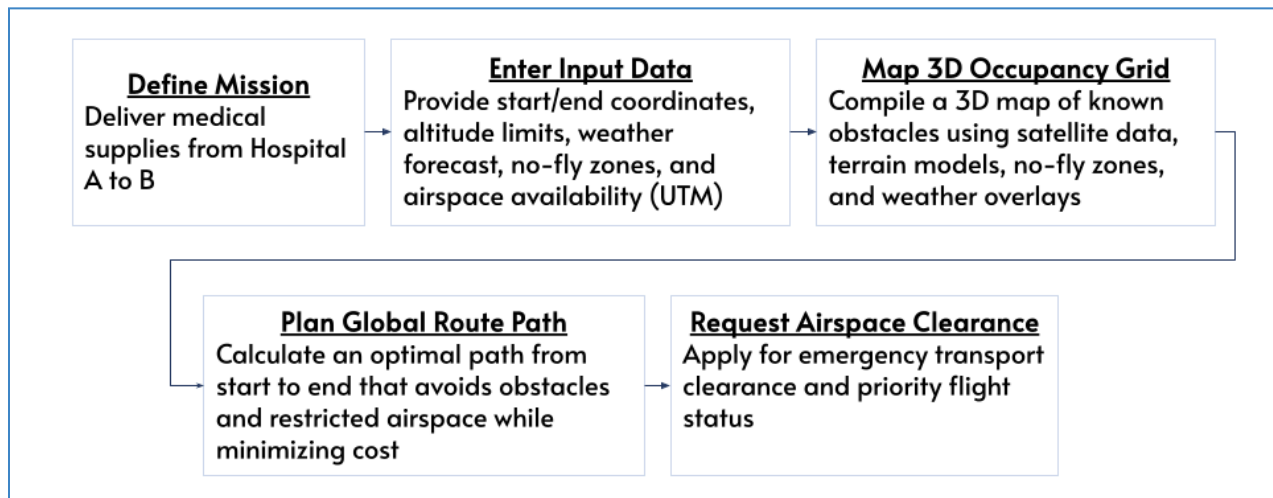 Define Mission
Deliver medical
supplies from Hospital
A to B
Enter Input Data
Provide start/end coordinates,
altitude limits, weather
forecast, no-fly zones, and
airspace availability (UTM)
Map 3D Occupancy Grid
Compile a 3D map of known
obstacles using satellite data,
terrain models, no-fly zones,
and weather overlays
Plan Global Route Path
Calculate an optimal path from
start to end that avoids obstacles
and restricted airspace while
minimizing cost
Request Airspace Clearance
Apply for emergency transport
clearance and priority flight
status